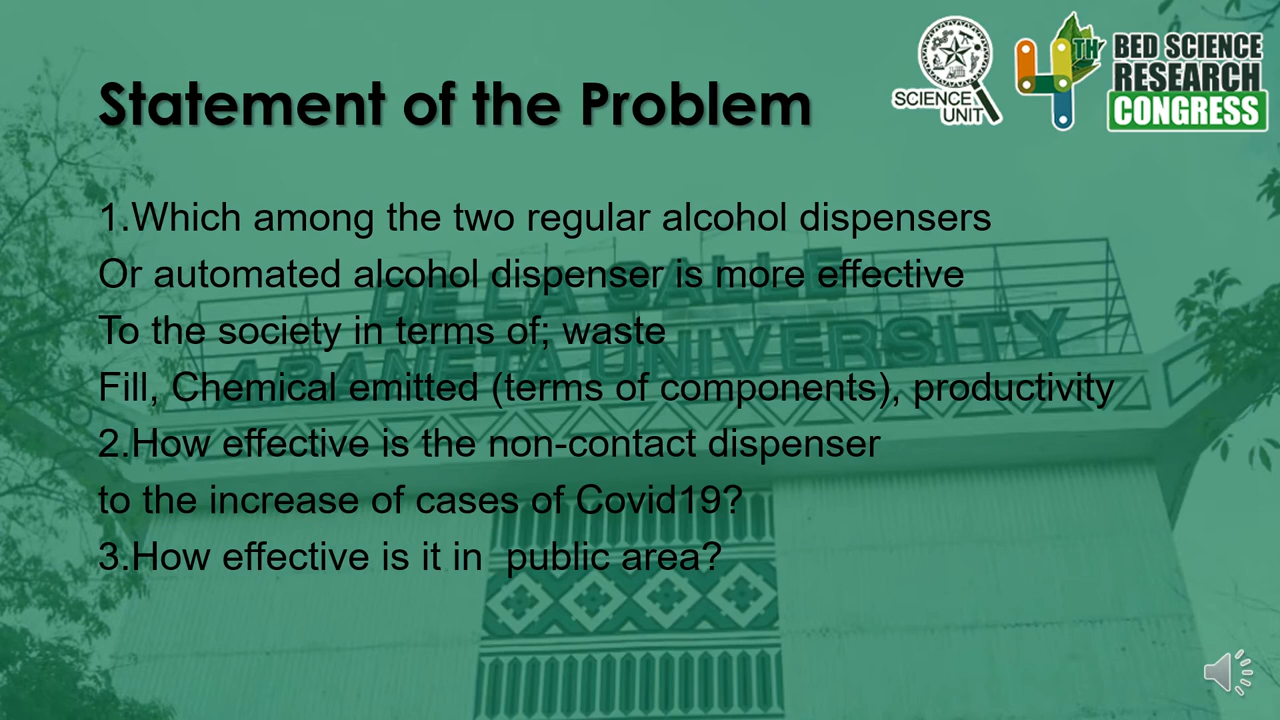 SCIENCE
UNIT
4TH
BED SCIENCE
RESEARCH
CONGRESS
Statement of the Problem
1.Which among the two regular alcohol dispensers
Or automated alcohol dispenser is more effective
To the society in terms of; waste
Fill, Chemical emitted (terms of components), productivity
2.How effective is the non-contact dispenser
to the increase of cases of Covid19?
3.How effective is it in  public area?
DE LA SALLE
ARANETA UNIVERSITY